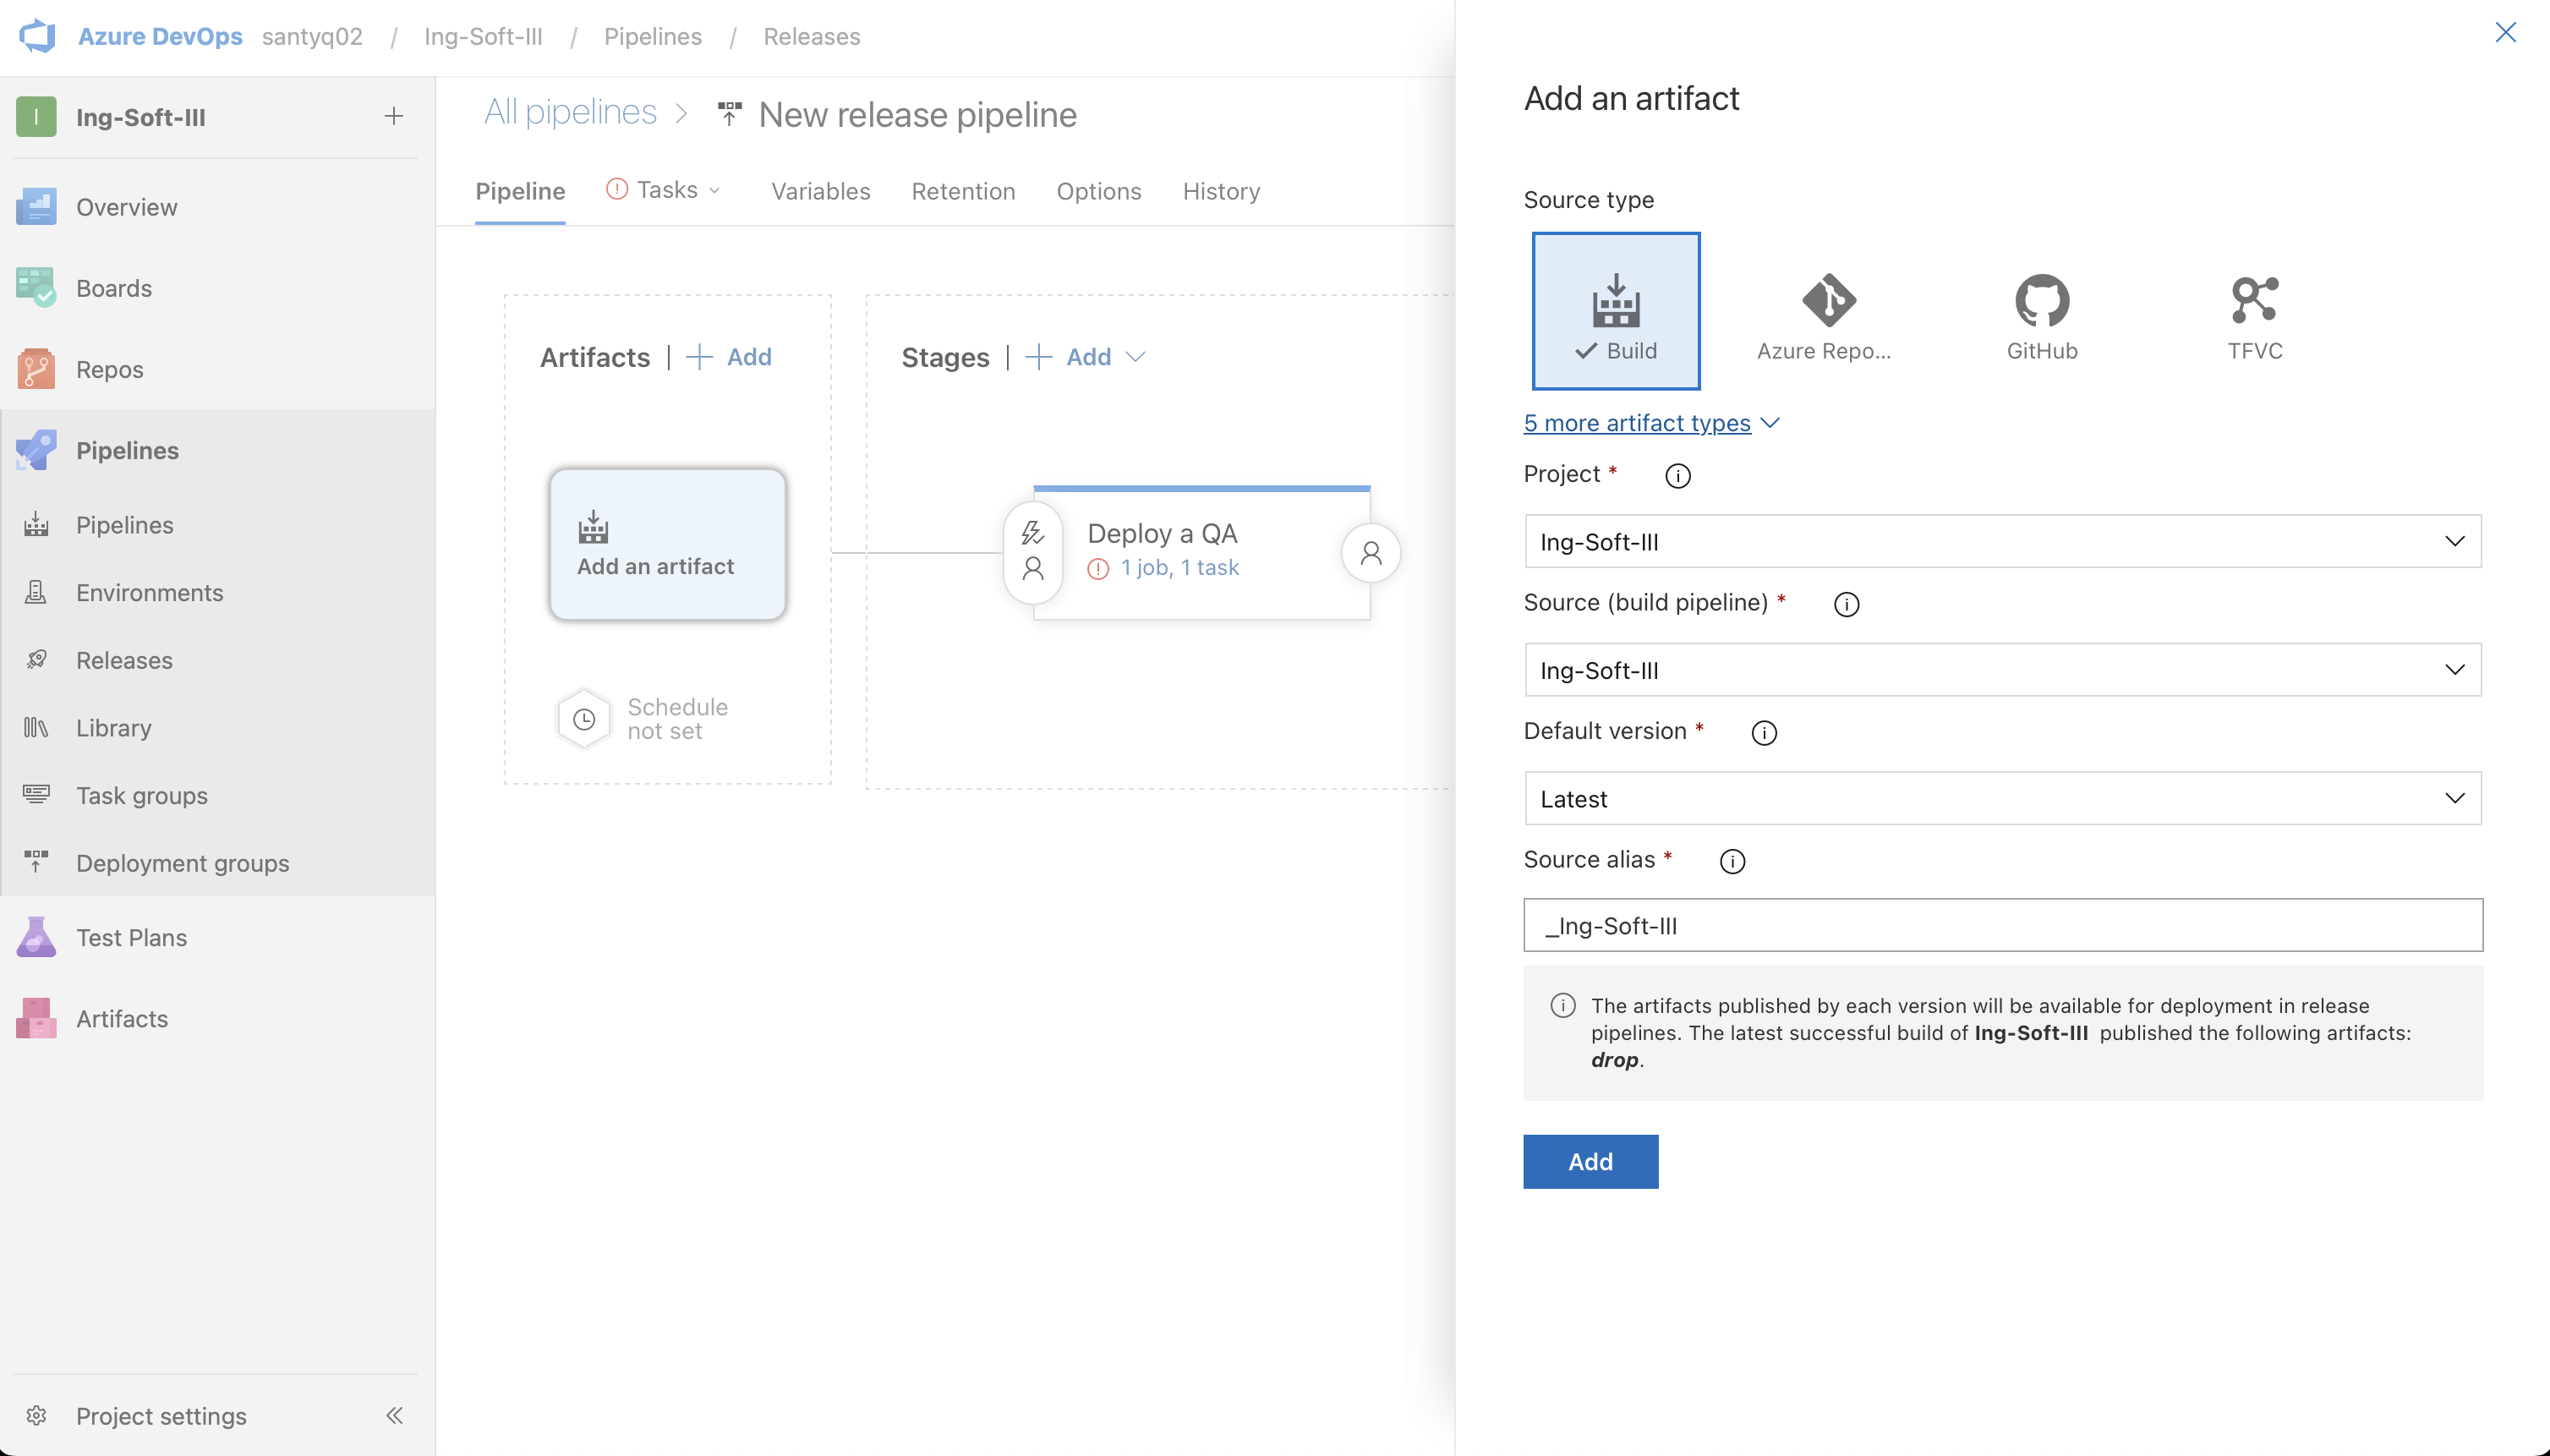 Azure DevOps santyq02 / Ing-Soft-III / Pipelines / Releases
I Ing-Soft-III
Overview
Boards
Repos
Pipelines
Pipelines
Environments
Releases
Library
Task groups
Deployment groups
Test Plans
Artifacts
Project settings
All pipelines > New release pipeline
Pipeline Tasks Variables Retention Options History
Artifacts | + Add
Add an artifact
Schedule
not set
Stages | + Add
Deploy a QA
1 job, 1 task
Add an artifact
Source type
Build Azure Repo... GitHub TFVC
5 more artifact types
Project *
Ing-Soft-III
Source (build pipeline) *
Ing-Soft-III
Default version *
Latest
Source alias *
_Ing-Soft-III
The artifacts published by each version will be available for deployment in release
pipelines. The latest successful build of Ing-Soft-III published the following artifacts:
drop.
Add